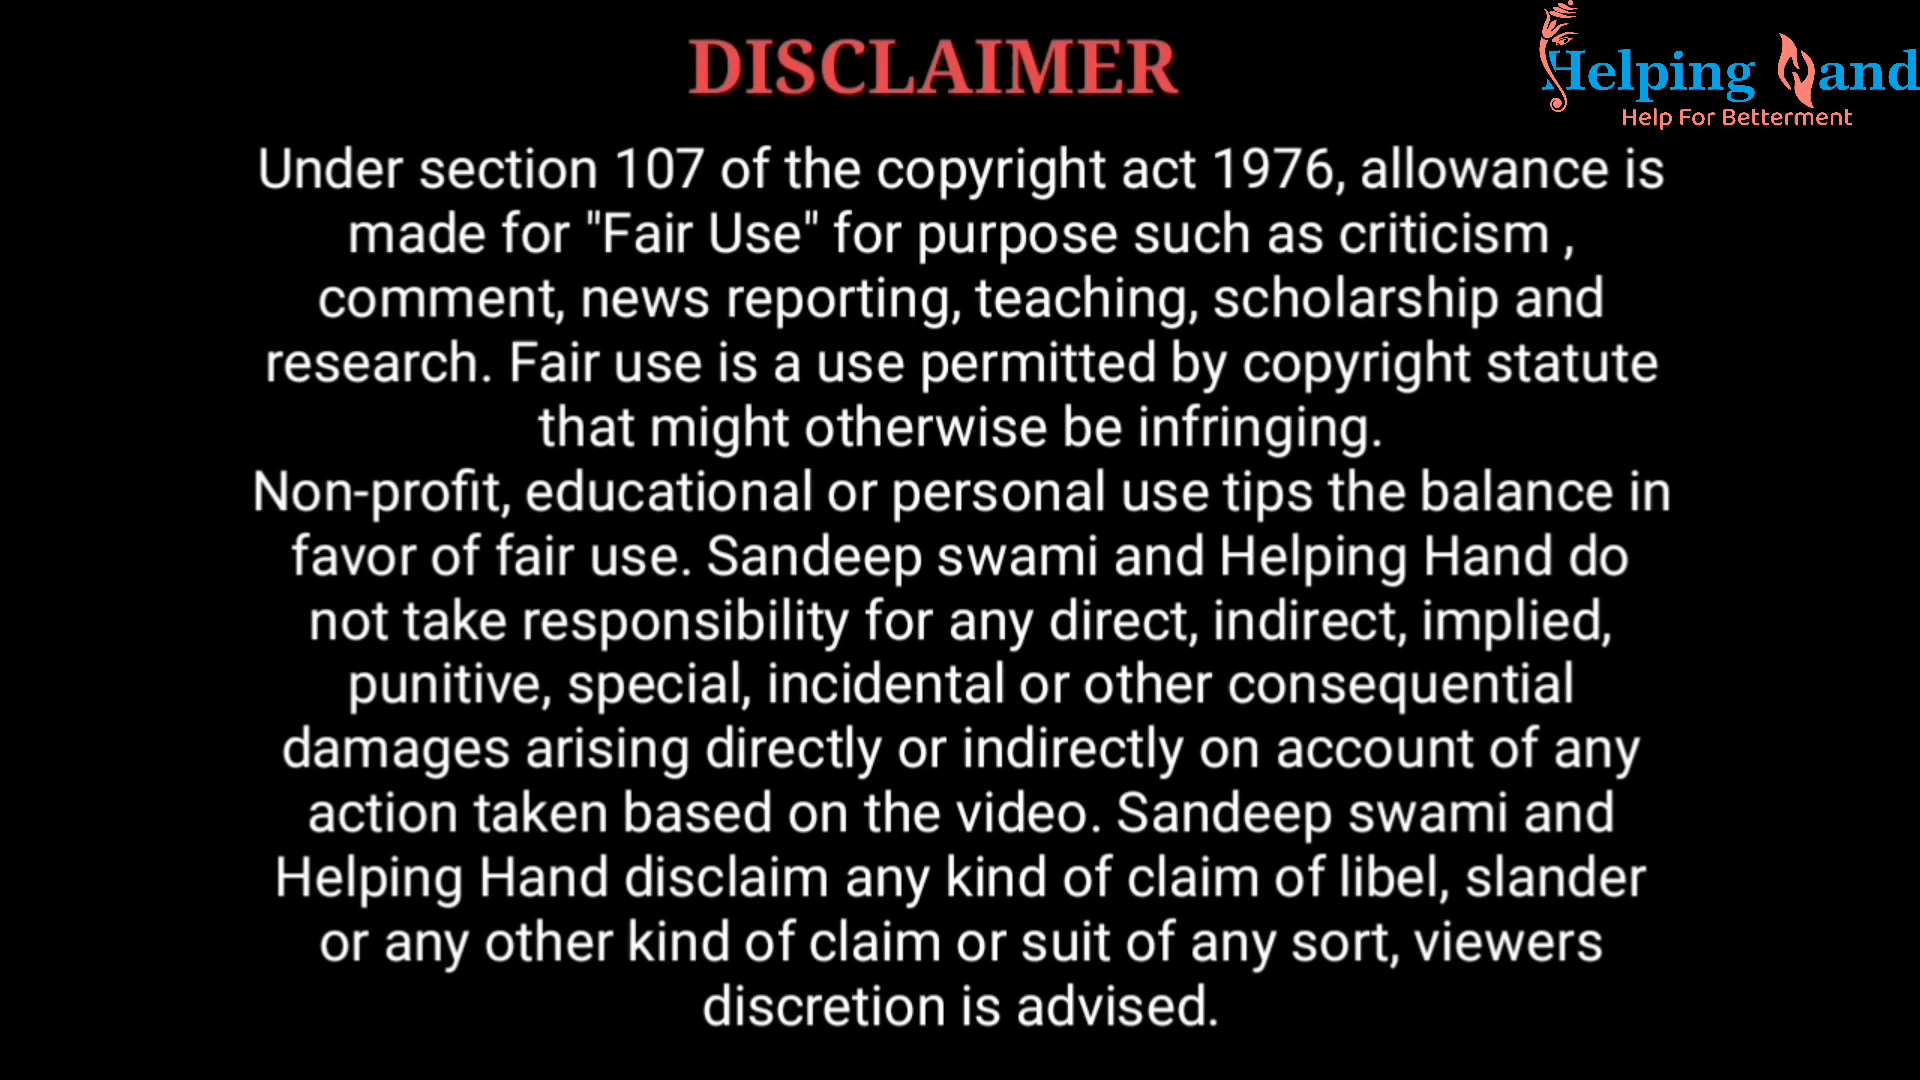 DISCLAIMER
Helping Hand
Help For Betterment
Under section 107 of the copyright act 1976, allowance is
made for "Fair Use" for purpose such as criticism ,
comment, news reporting, teaching, scholarship and
research. Fair use is a use permitted by copyright statute
that might otherwise be infringing.
Non-profit, educational or personal use tips the balance in
favor of fair use. Sandeep swami and Helping Hand do
not take responsibility for any direct, indirect, implied,
punitive, special, incidental or other consequential
damages arising directly or indirectly on account of any
action taken based on the video. Sandeep swami and
Helping Hand disclaim any kind of claim of libel, slander
or any other kind of claim or suit of any sort, viewers
discretion is advised.